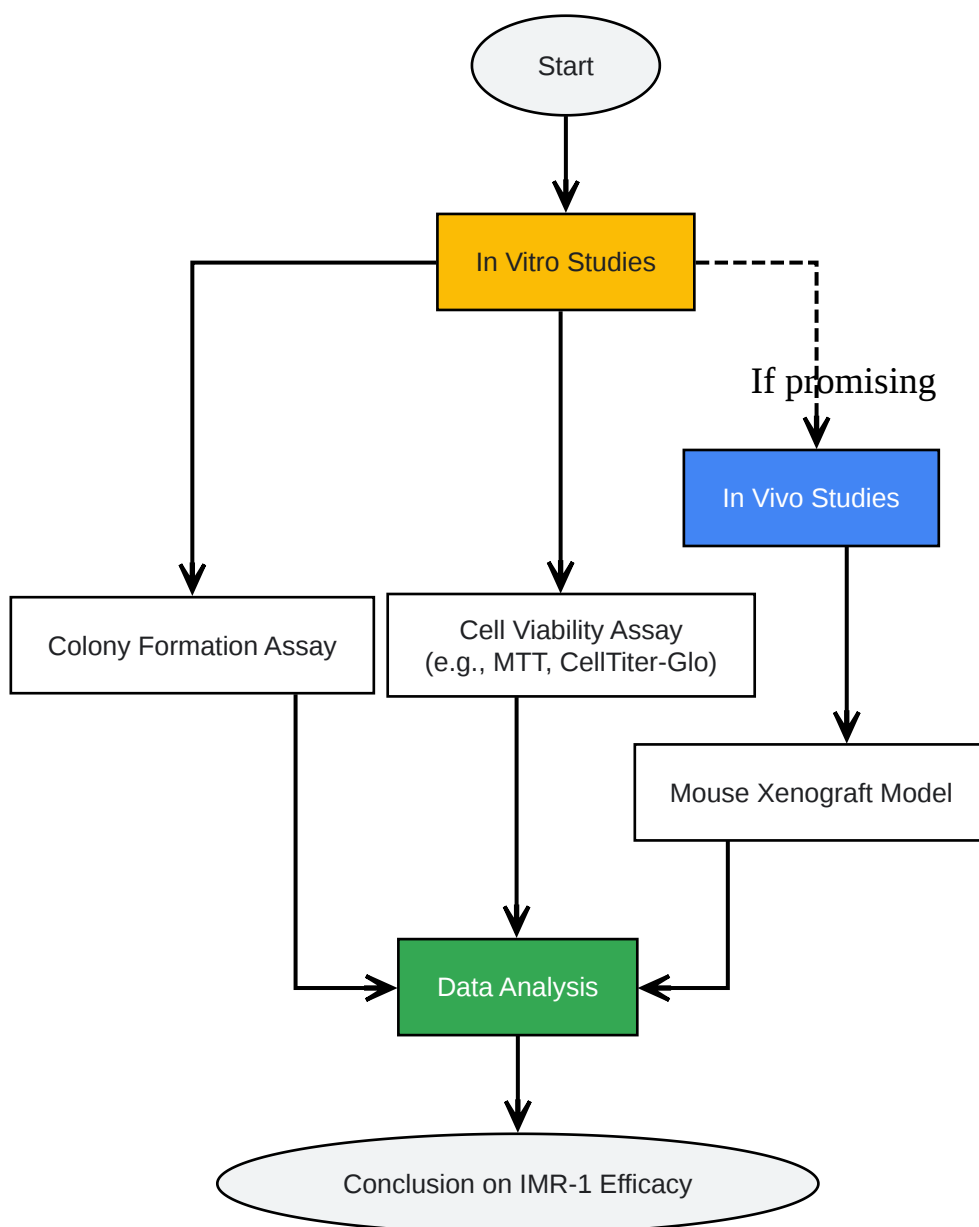 Start
In Vitro Studies
If promising
In Vivo Studies
Colony Formation Assay
Cell Viability Assay
(e.g., MTT, CellTiter-Glo)
Mouse Xenograft Model
Data Analysis
Conclusion on IMR-1 Efficacy